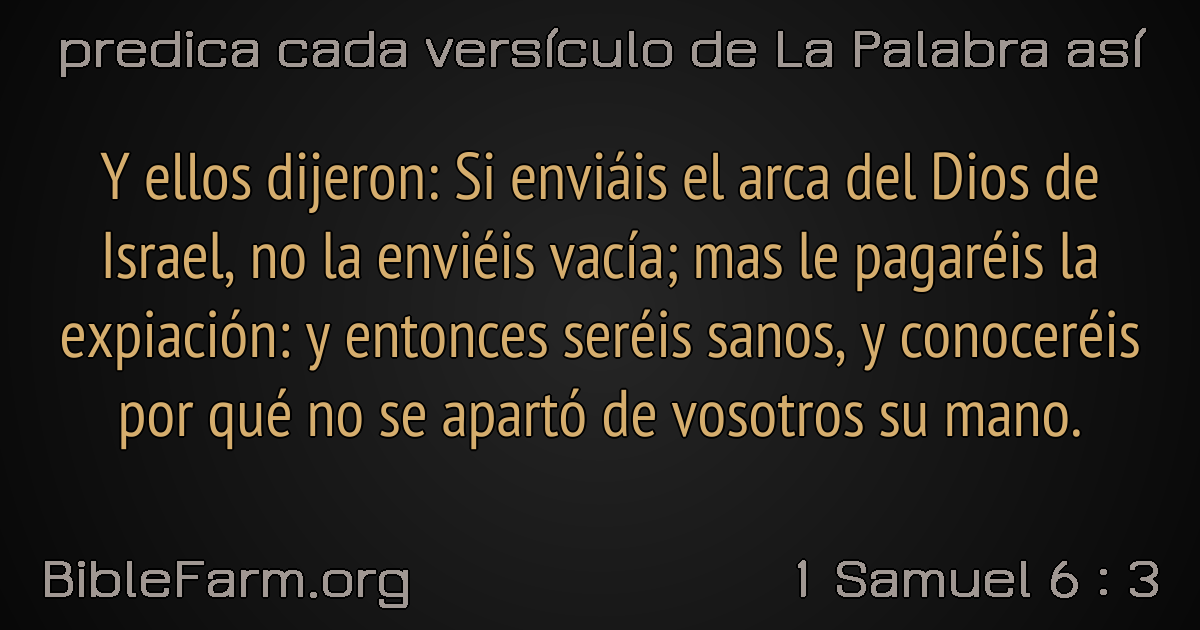 predica cada versículo de La Palabra así
Y ellos dijeron: Si enviáis el arca del Dios de
Israel, no la enviéis vacía; mas le pagaréis la
expiación: y entonces seréis sanos, y conoceréis
por qué no se apartó de vosotros su mano.
BibleFarm.org
1 Samuel 6 : 3